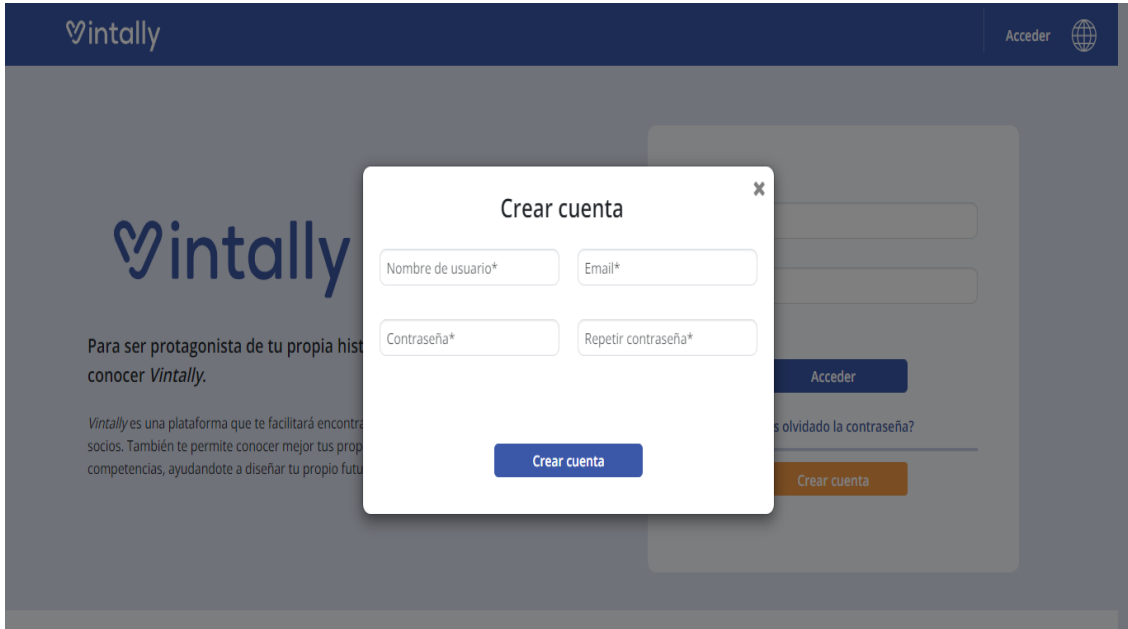 Vintally
Acceder
Crear cuenta
Nombre de usuario*
Email*
Contraseña*
Repetir contraseña*
Crear cuenta
Vintally
Para ser protagonista de tu propia hist
conocer Vintally.
Vintally es una plataforma que te facilitará encontra
socios. También te permite conocer mejor tus prop
competencias, ayudandote a diseñar tu propio futu
Acceder
s olvidado la contraseña?
Crear cuenta